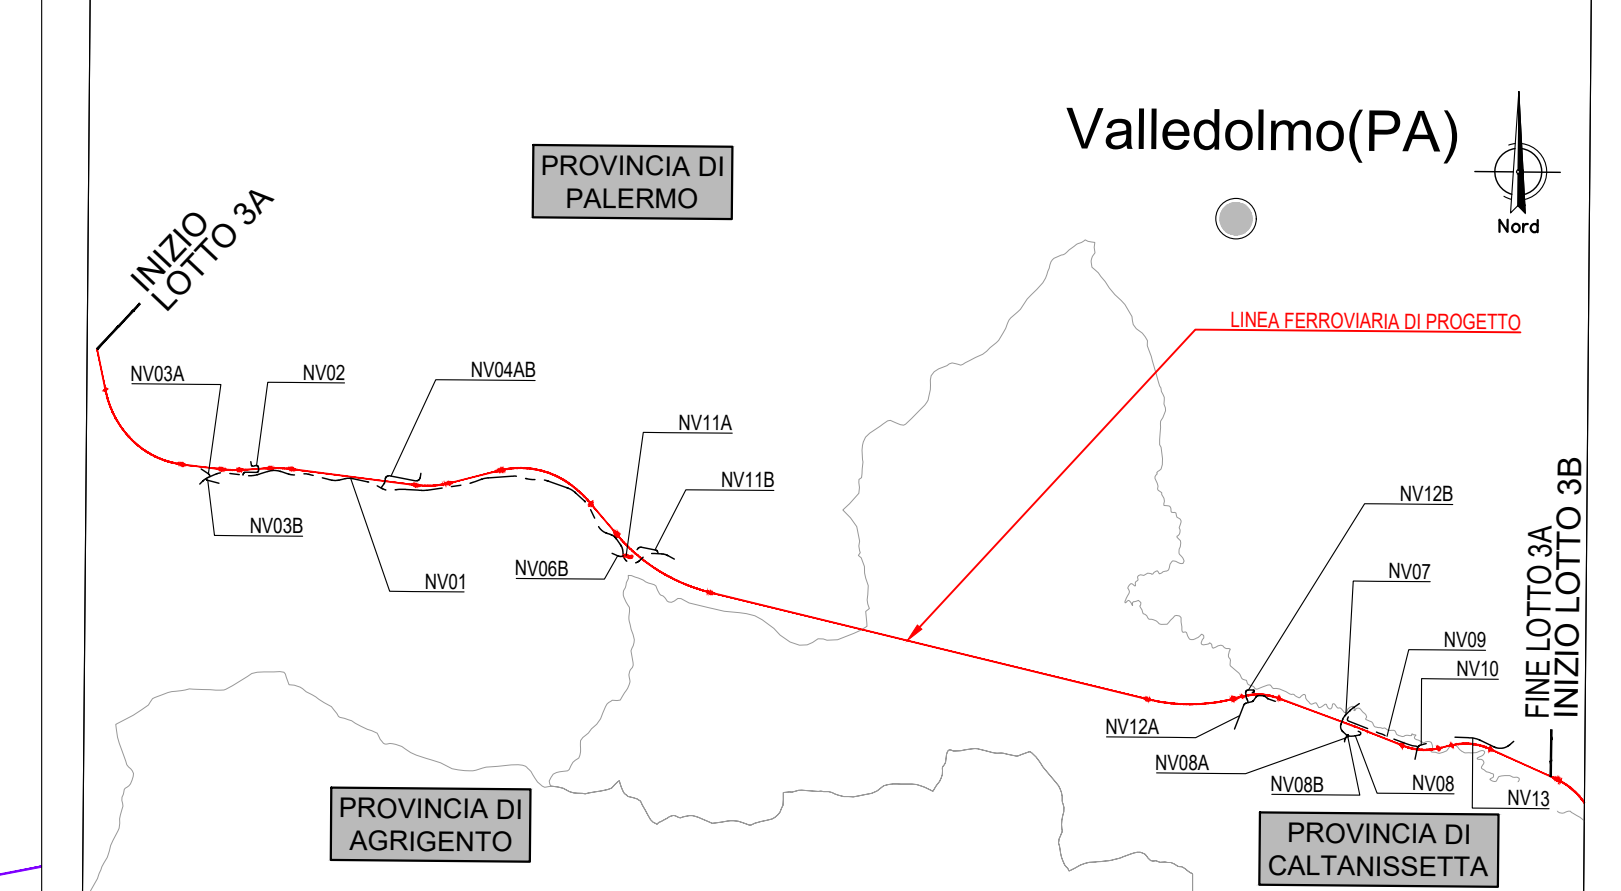 Valledolmo(PA)
PROVINCIA DI
PALERMO
Nord
INIZIO
LOTTO 3A
LINEA FERROVIARIA DI PROGETTO
NV03A
NV02
NV04AB
NV11A
NV11B
NV12B
NV03B
NV01
NV06B
NV07
NV09
NV10
FINE LOTTO 3A
INIZIO LOTTO 3B
NV12A
NV08A
NV08B
NV08
NV13
PROVINCIA DI
AGRIGENTO
PROVINCIA DI
CALTANISSETTA